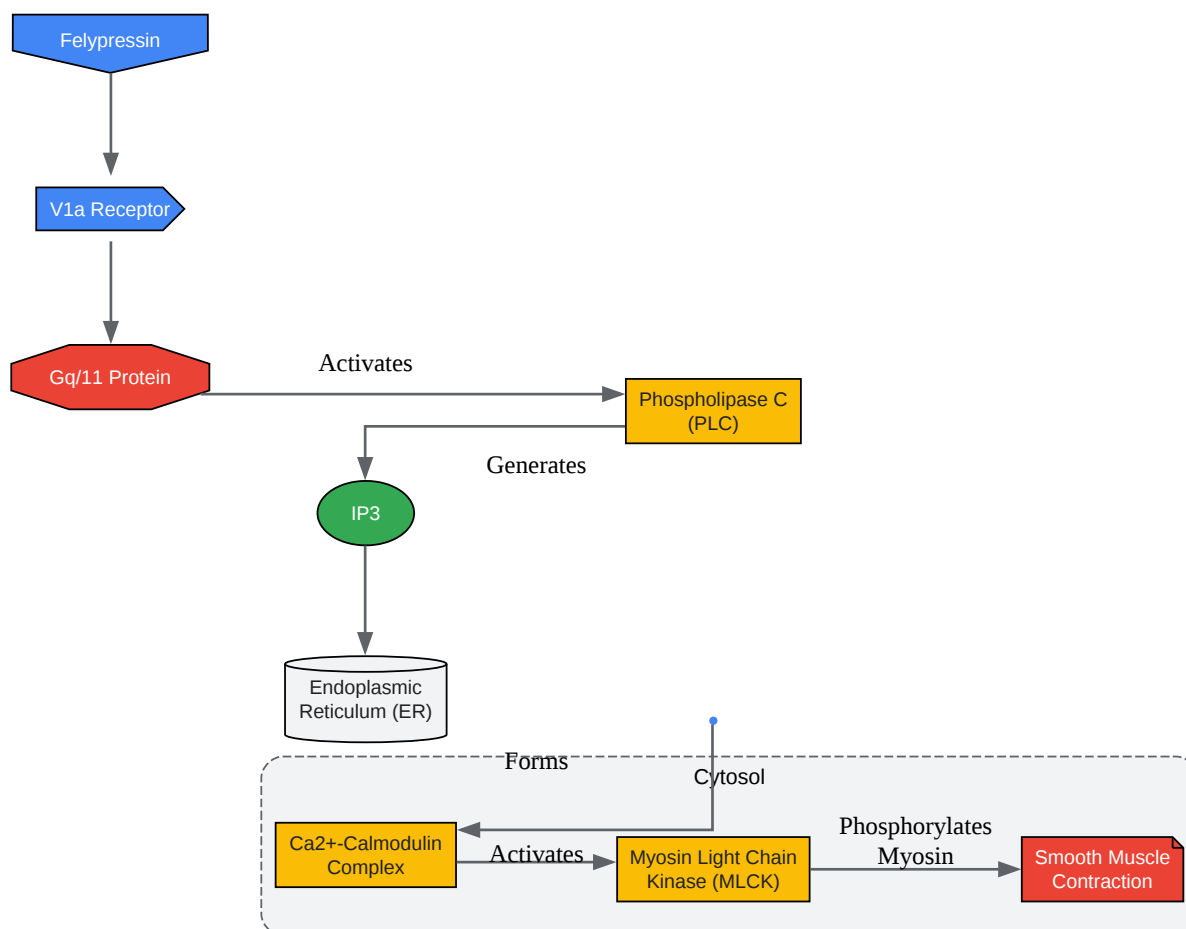 Felypressin
V1a Receptor
Gq/11 Protein
Activates
Phospholipase C
(PLC)
Generates
IP3
Endoplasmic
Reticulum (ER)
Forms
Cytosol
Ca2+-Calmodulin
Complex
Activates
Myosin Light Chain
Kinase (MLCK)
Phosphorylates
Myosin
Smooth Muscle
Contraction